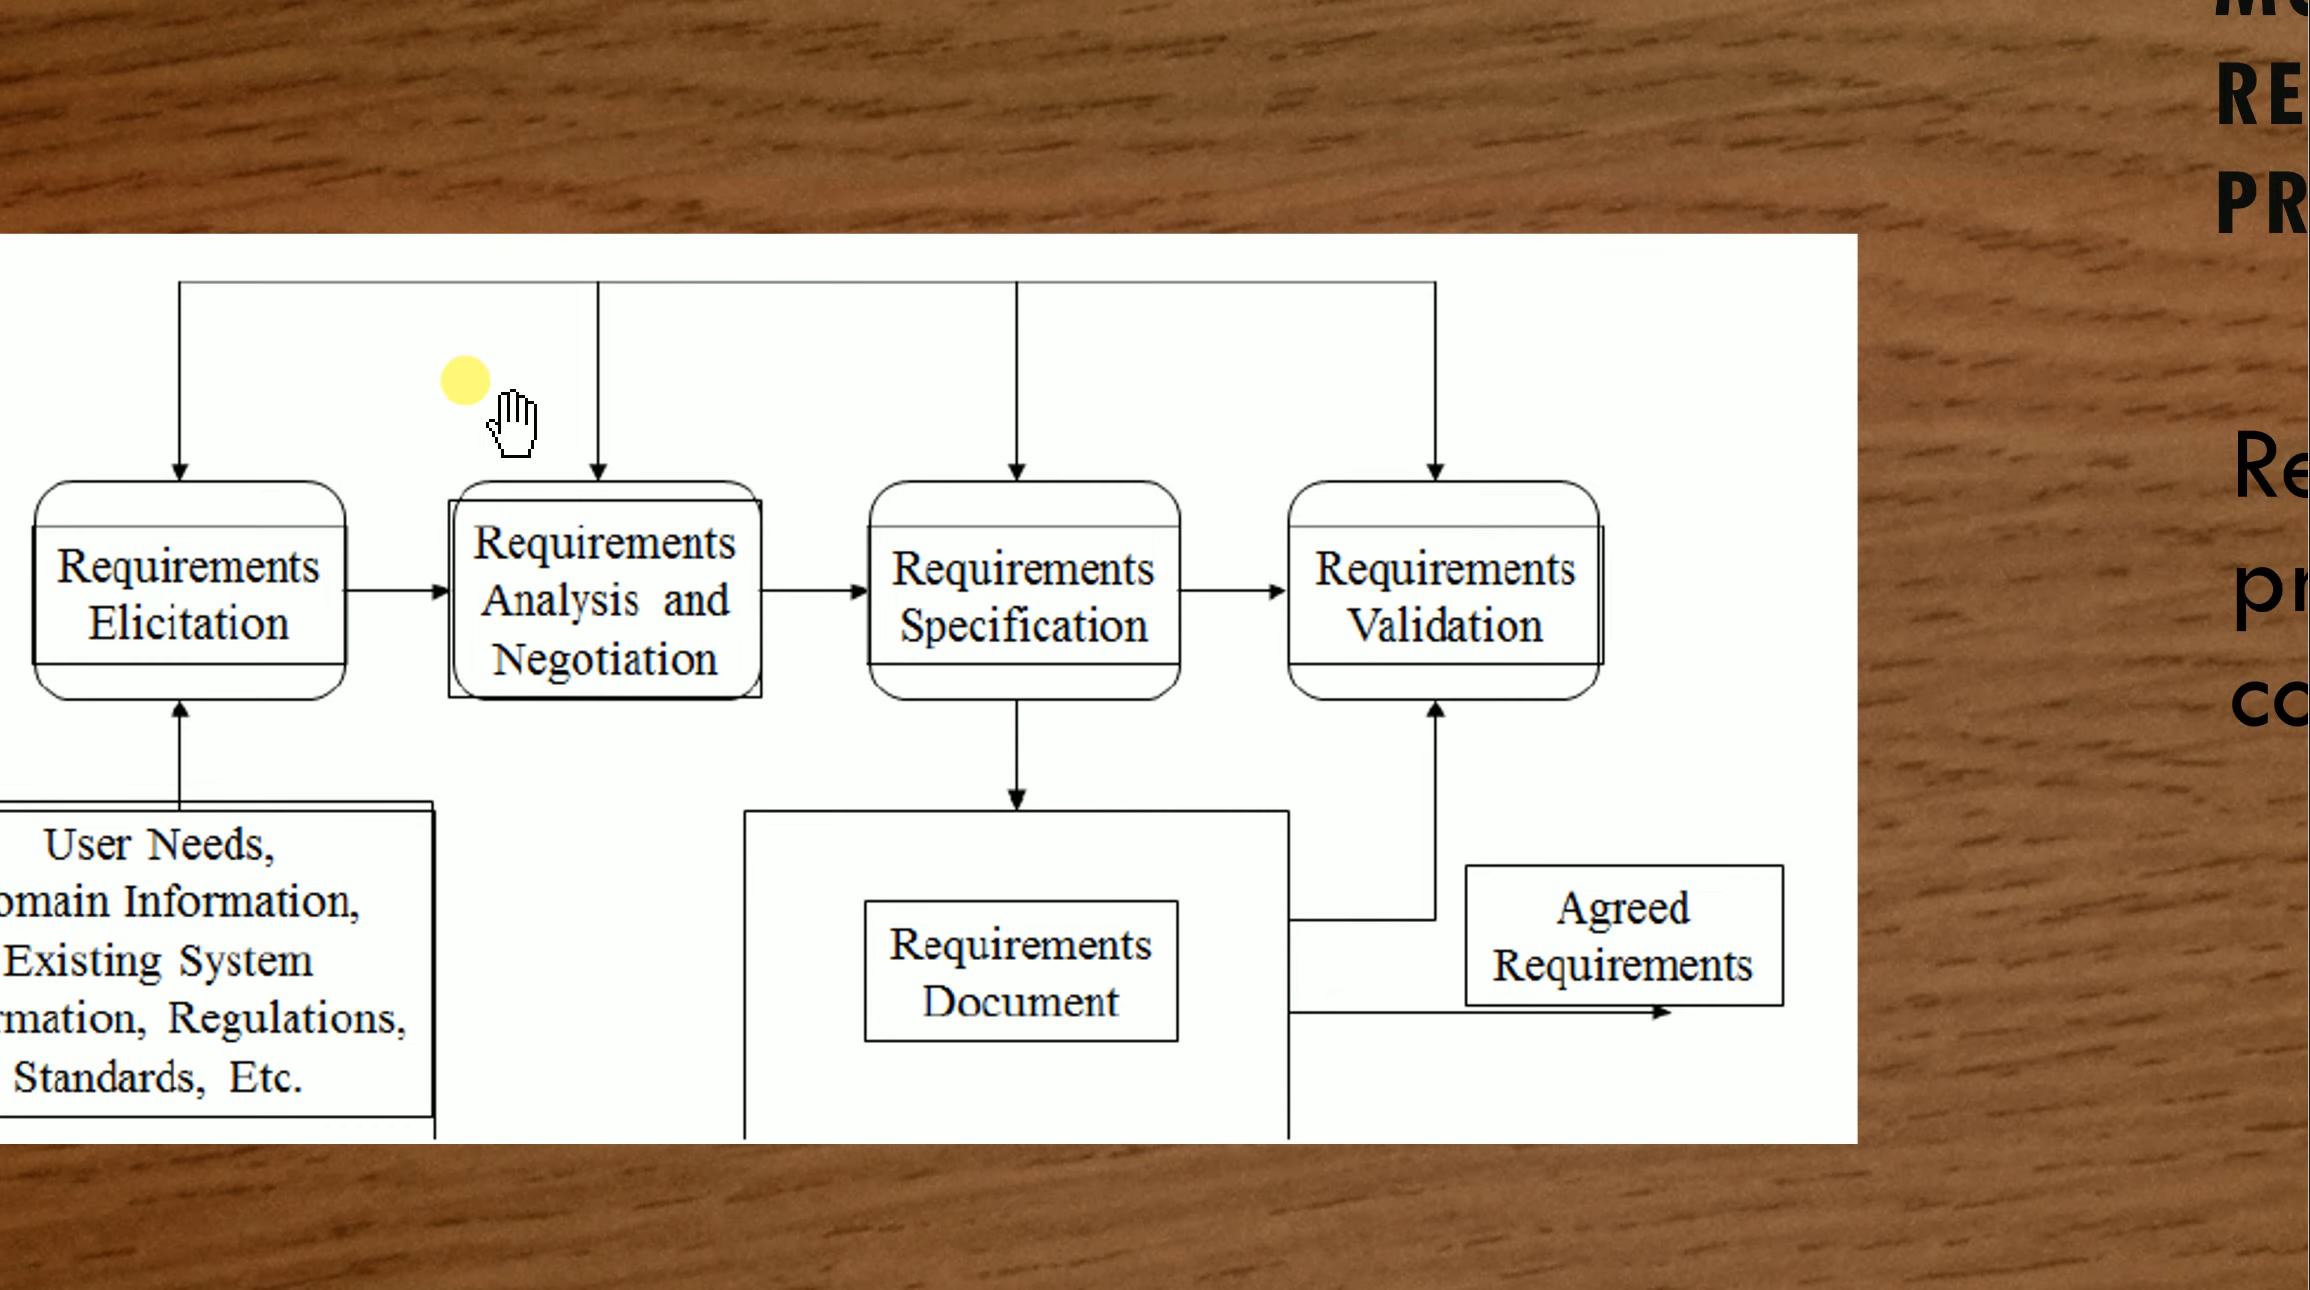 RE
PR
Re
pr
co
Requirements
Elicitation
Requirements
Analysis and
Negotiation
Requirements
Specification
Requirements
Validation
User Needs,
omain Information,
Existing System
rmation, Regulations,
Standards, Etc.
Requirements
Document
Agreed
Requirements